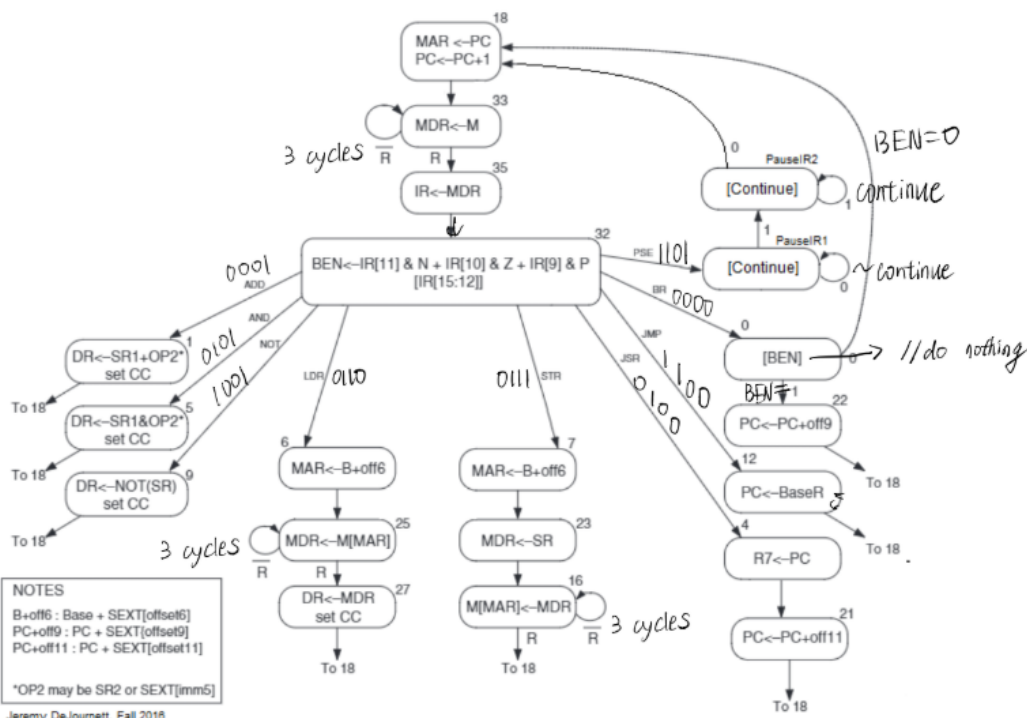 18
MAR <–PC
PC<–PC+1
33
MDR<–M
3 cycles
R
R
35
IR<–MDR
32
BEN<–IR[11] & N + IR[10] & Z + IR[9] & P
[IR[15:12]]
BEN=0
0
PauseIR2
[Continue]
1
continue
1
PauseIR1
[Continue]
0
~ continue
PSE
1101
BR
0000
JMP
1100
JSR
0100
0001
ADD
AND
0101
NOT
1001
LDR
0110
0111
STR
1
DR<–SR1+OP2*
set CC
To 18
5
DR<–SR1&OP2*
set CC
To 18
9
DR<–NOT(SR)
set CC
To 18
6
MAR<–B+off6
25
MDR<–M[MAR]
3 cycles
R
R
27
DR<–MDR
set CC
To 18
7
MAR<–B+off6
23
MDR<–SR
16
M[MAR]<–MDR
R
R
3 cycles
To 18
0
[BEN]
0
//do nothing
BEN=1
22
PC<–PC+off9
To 18
12
PC<–BaseR
To 18
4
R7<–PC
21
PC<–PC+off11
To 18
NOTES
B+off6 : Base + SEXT[offset6]
PC+off9 : PC + SEXT[offset9]
PC+off11 : PC + SEXT[offset11]
*OP2 may be SR2 or SEXT[imm5]
Jeremy DeJournett, Fall 2016